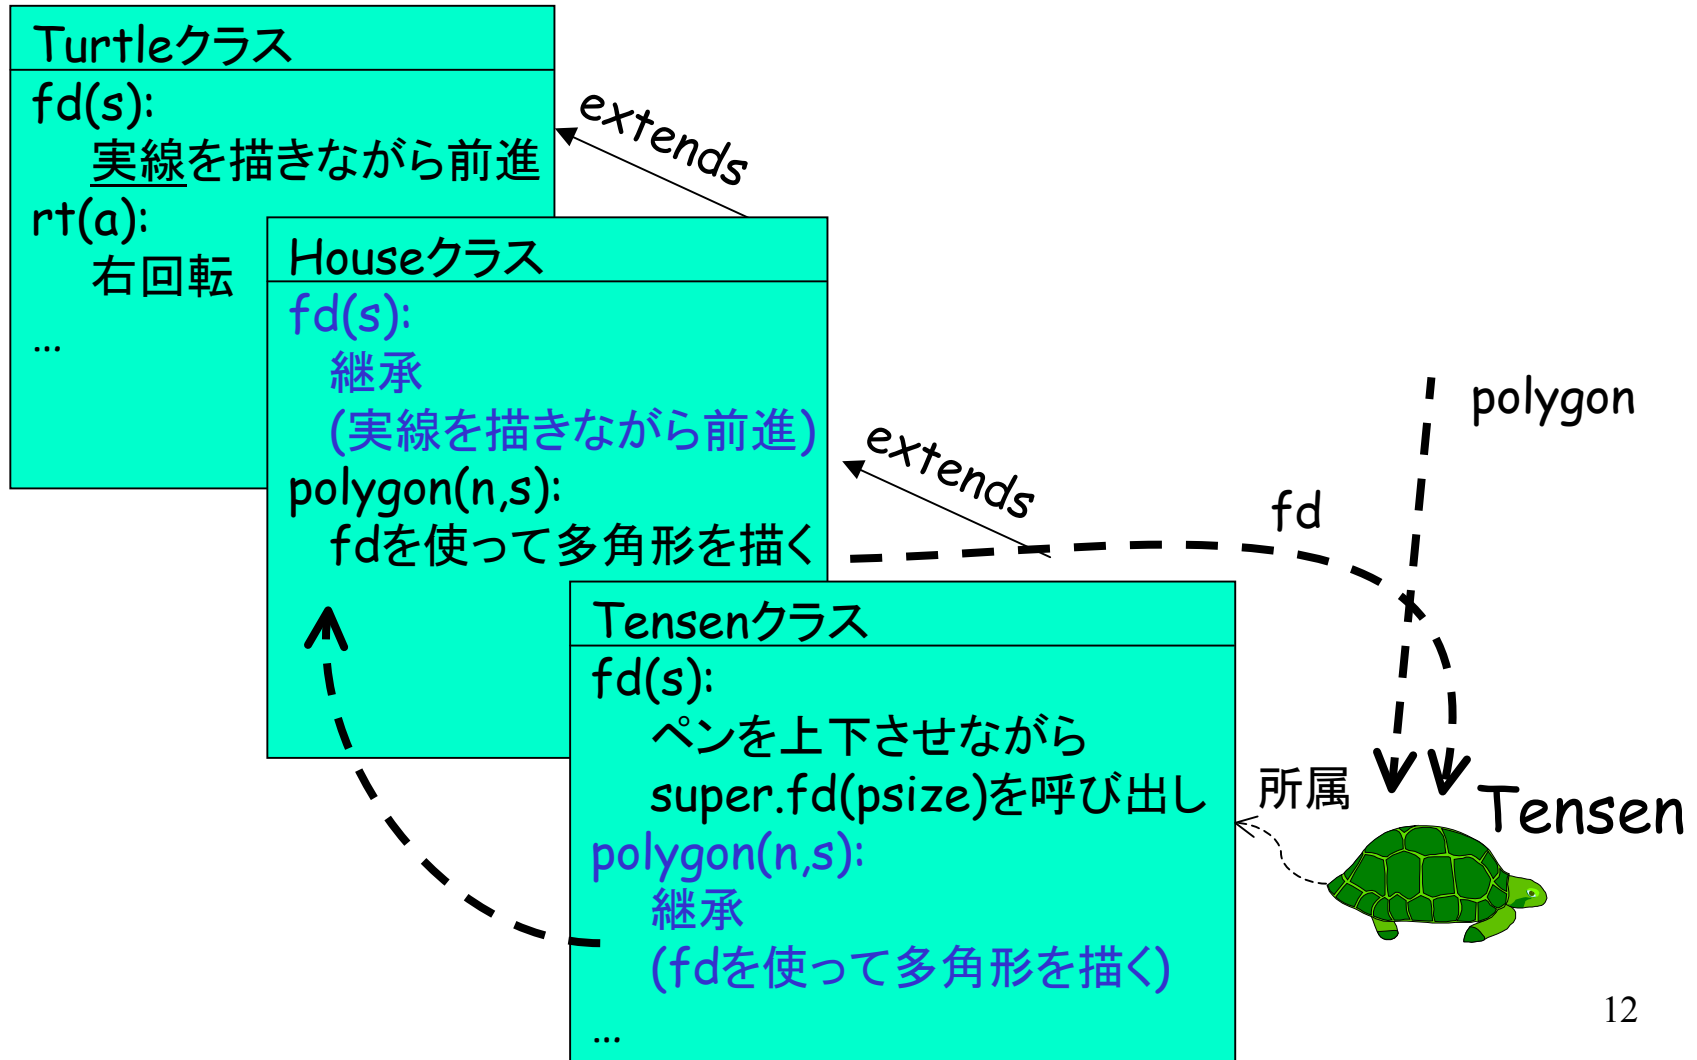 Turtleクラス
fd(s):
実線を描きながら前進
rt(a):
右回転
...
extends
Houseクラス
fd(s):
継承
(実線を描きながら前進)
polygon(n,s):
fdを使って多角形を描く
extends
Tensenクラス
fd(s):
ペンを上下させながら
super.fd(psize)を呼び出し
polygon(n,s):
継承
(fdを使って多角形を描く)
...
polygon
fd
所属
Tensen
12